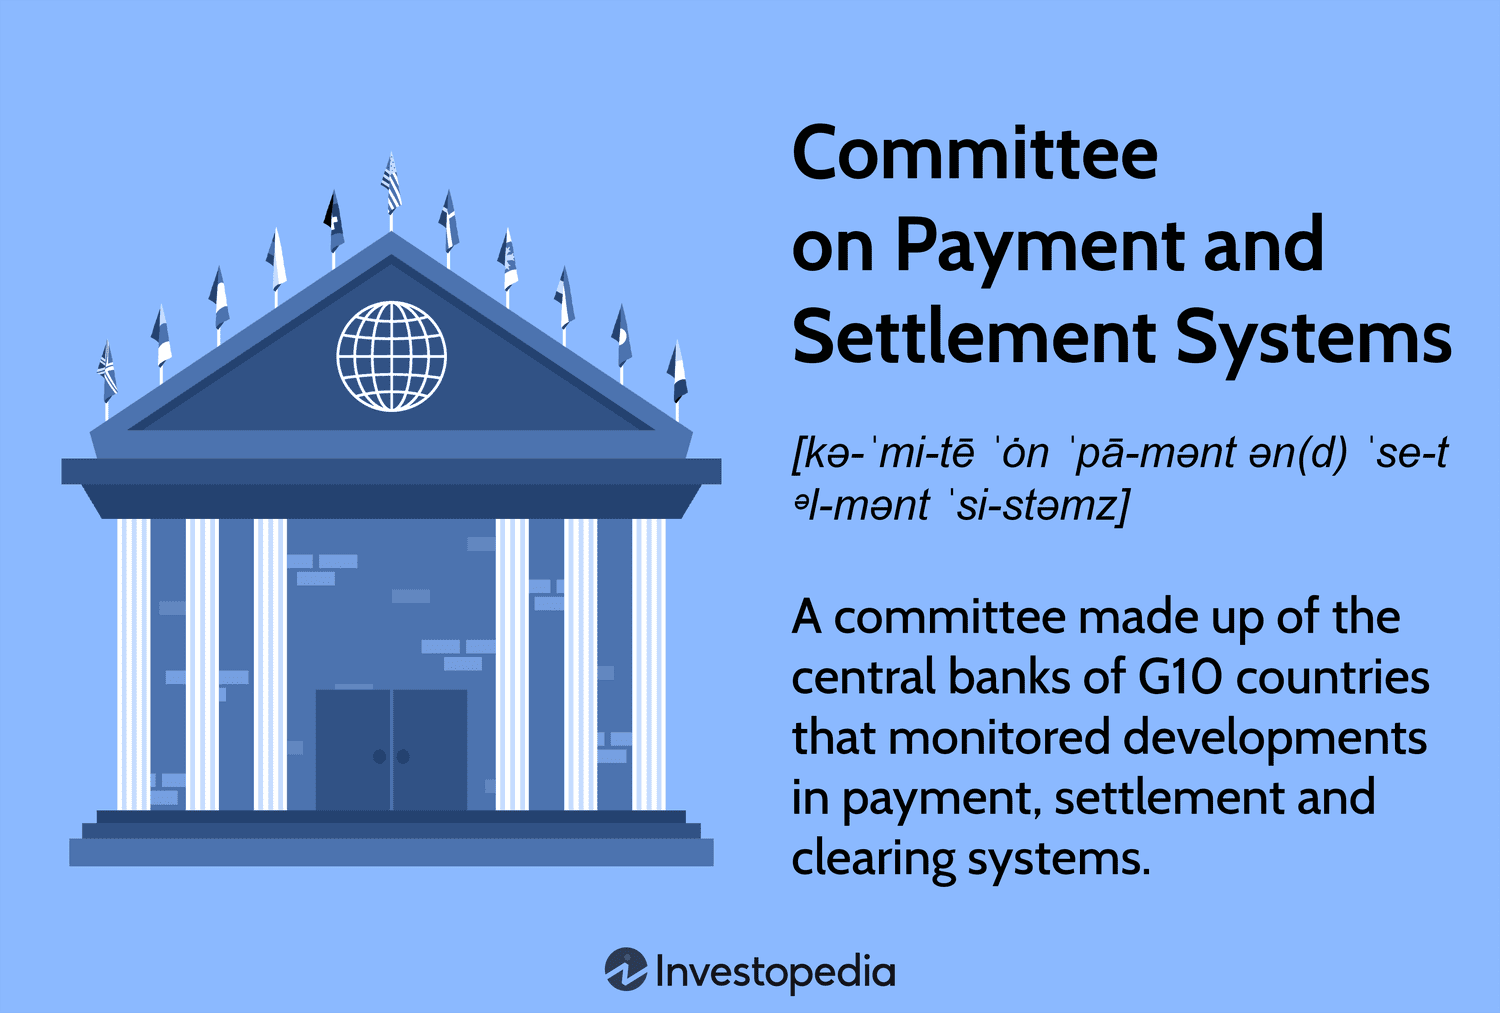 Committee
on Payment and
Settlement Systems
[kə-ˈmi-tē ˈȯn ˈpā-mənt ən(d) ˈse-t
ᵊl-mənt ˈsi-stəmz]
A committee made up of the
central banks of G10 countries
that monitored developments
in payment, settlement and
clearing systems.
Investopedia